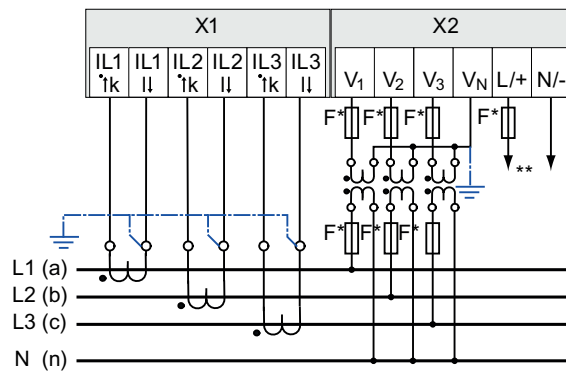 X1 X2
IL1 IL1 IL2 IL2 IL3 IL3 V1 V2 V3 VN L/+ N/-
°↑k I↓ °↑k I↓ °↑k I↓
F* F* F* F*
**
F* F* F*
L1 (a)
L2 (b)
L3 (c)
N (n)